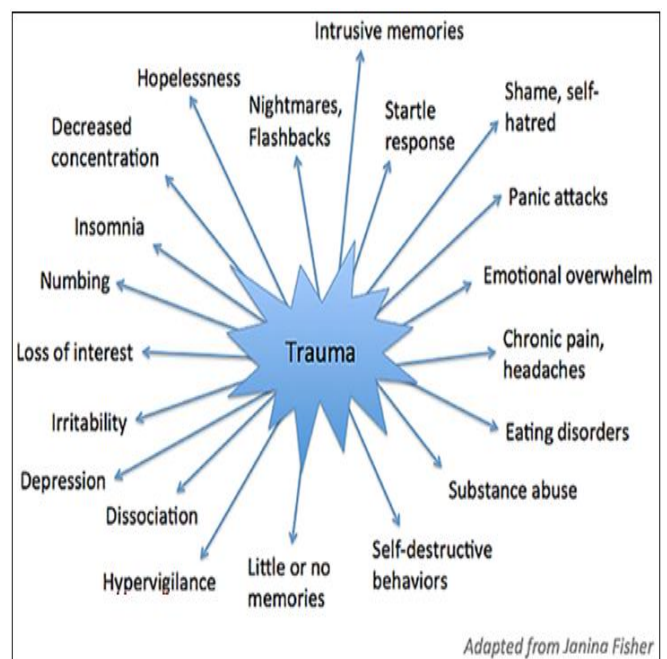 Intrusive memories
Hopelessness
Nightmares,
Flashbacks
Startle
response
Shame, self-
hatred
Decreased
concentration
Panic attacks
Insomnia
Emotional overwhelm
Numbing
Trauma
Loss of interest
Chronic pain,
headaches
Irritability
Eating disorders
Depression
Substance abuse
Dissociation
Self-destructive
behaviors
Hypervigilance
Little or no
memories
Adapted from Janina Fisher